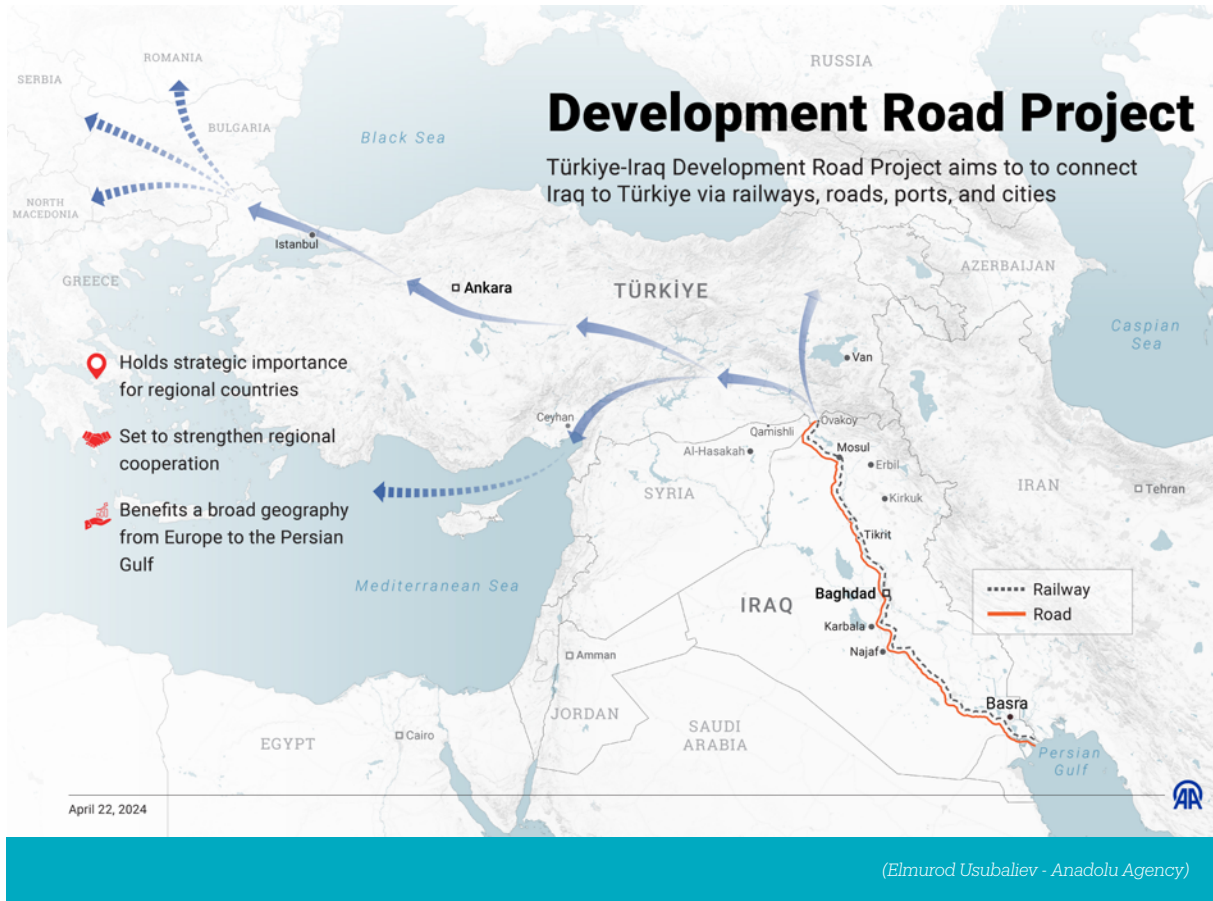 Development Road Project
Türkiye-Iraq Development Road Project aims to to connect
Iraq to Türkiye via railways, roads, ports, and cities
ROMANIA
SERBIA
RUSSIA
BULGARIA
Black Sea
NORTH
MACEDONIA
Istanbul
GREECE
Ankara
TÜRKİYE
AZERBAIJAN
Caspian
Sea
Van
Holds strategic importance
for regional countries
Set to strengthen regional
cooperation
Benefits a broad geography
from Europe to the Persian
Gulf
Ceyhan
Ovakoy
Qamishli
Al-Hasakah
Mosul
Erbil
Kirkuk
SYRIA
IRAN
Tehran
Tikrit
Mediterranean Sea
Baghdad
IRAQ
Karbala
Najaf
Railway
Road
Amman
JORDAN
SAUDI
ARABIA
EGYPT
Cairo
Basra
Persian
Gulf
April 22, 2024
AA
(Elmurod Usubaliev - Anadolu Agency)